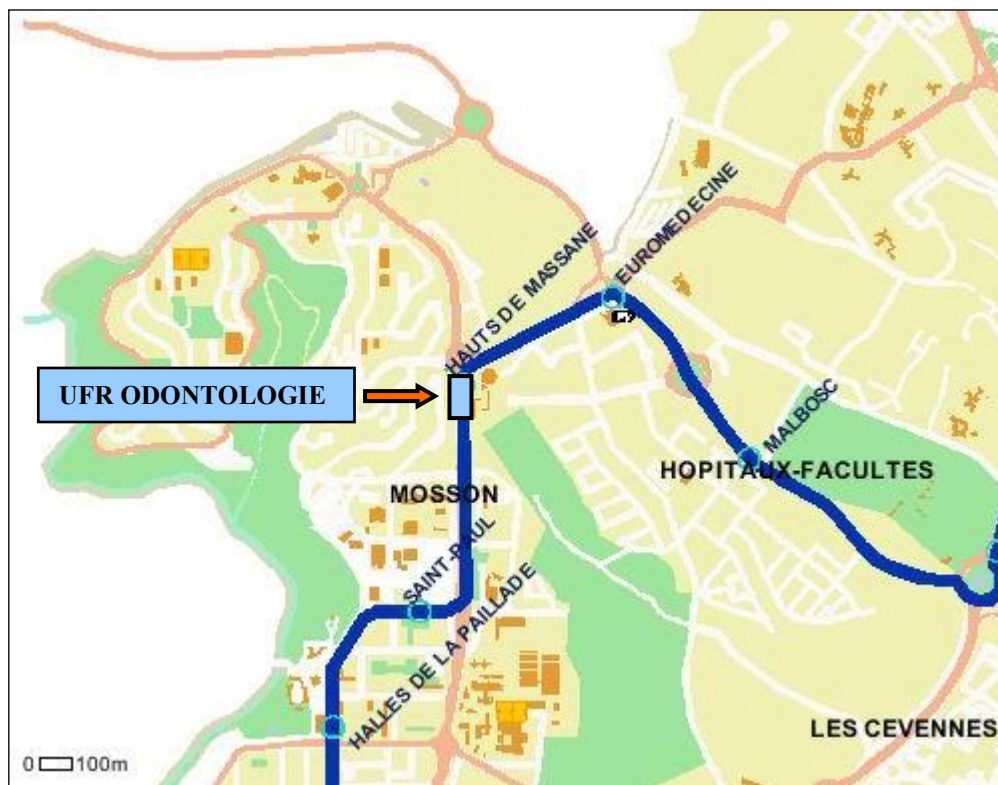 HAUTS DE MASSANE
EUROMEDECINE
UFR ODONTOLOGIE
MALBOSC
HOPITAUX-FACULTES
MOSSON
SAINT-PAUL
HALLES DE LA PAILLADE
LES CEVENNES
0 100m